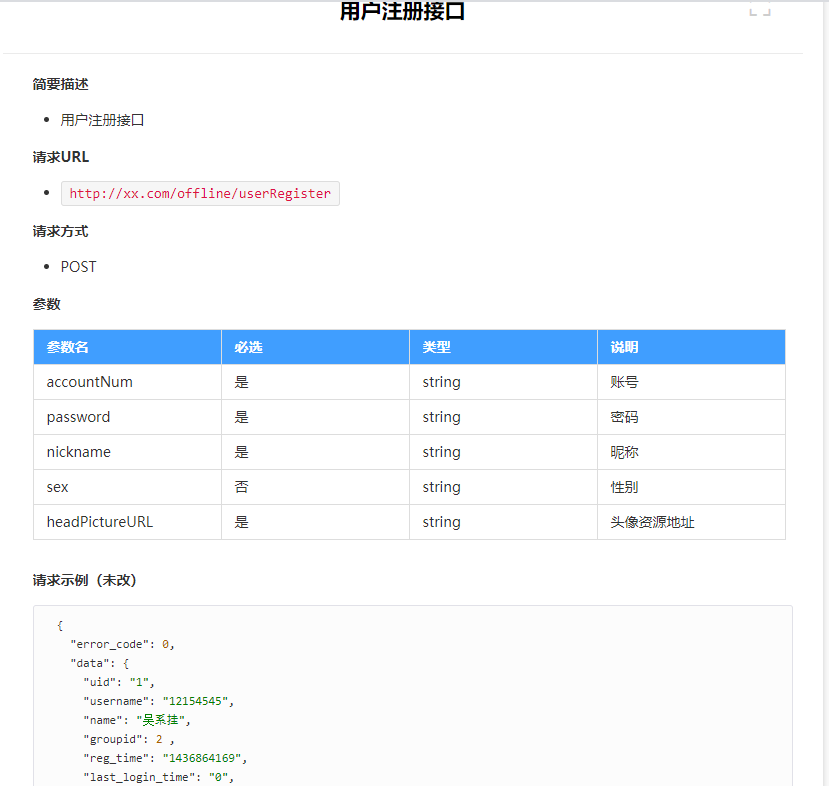 用户注册接口
简要描述
用户注册接口
请求URL
http://xx.com/offline/userRegister
请求方式
POST
参数
参数名 必选 类型 说明
accountNum 是 string 账号
password 是 string 密码
nickname 是 string 昵称
sex 否 string 性别
headPictureURL 是 string 头像资源地址
请求示例（未改）
{
"error_code": 0,
"data": {
"uid": "1",
"username": "12154545",
"name": "吴系挂",
"groupid": 2 ,
"reg_time": "1436864169",
"last_login_time": "0",